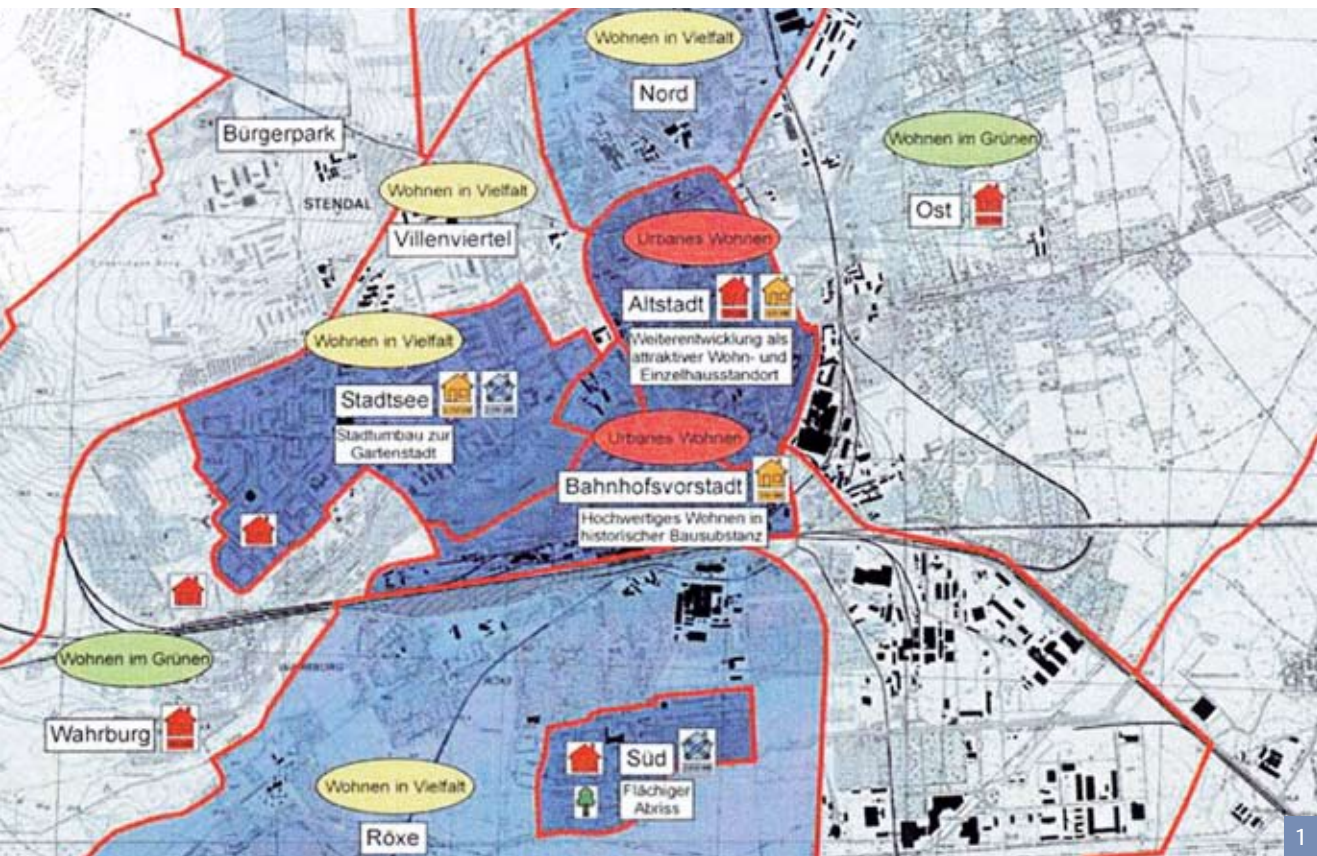 Wohnen in Vielfalt
Nord
Bürgerpark
Wohnen im Grünen
Ost
Wohnen in Vielfalt
STENDAL
Villenviertel
Urbanes Wohnen
Altstadt
Weiterentwicklung als
attraktiver Wohn- und
Einzelhausstandort
Wohnen in Vielfalt
Stadtsee
Stadtumbau zur
Gartenstadt
Urbanes Wohnen
Bahnhofsvorstadt
Hochwertiges Wohnen in
historischer Bausubstanz
Wohnen im Grünen
Wahrburg
RÖXE
Süd
Flächiger
Abriss
Wohnen in Vielfalt
Röxe
1